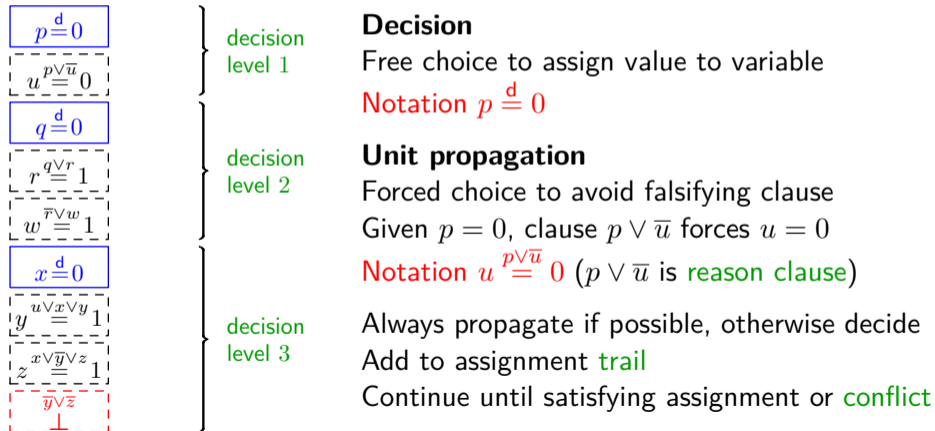 p d= 0
u p∨u̅= 0
decision
level 1
q d= 0
r q∨r= 1
w r̅∨w= 1
decision
level 2
x d= 0
y u∨x∨y= 1
z x∨y̅∨z= 1
y̅∨z̅
⊥
decision
level 3
Decision
Free choice to assign value to variable
Notation p d= 0
Unit propagation
Forced choice to avoid falsifying clause
Given p = 0, clause p ∨ u̅ forces u = 0
Notation u p∨u̅= 0 (p ∨ u̅ is reason clause)
Always propagate if possible, otherwise decide
Add to assignment trail
Continue until satisfying assignment or conflict